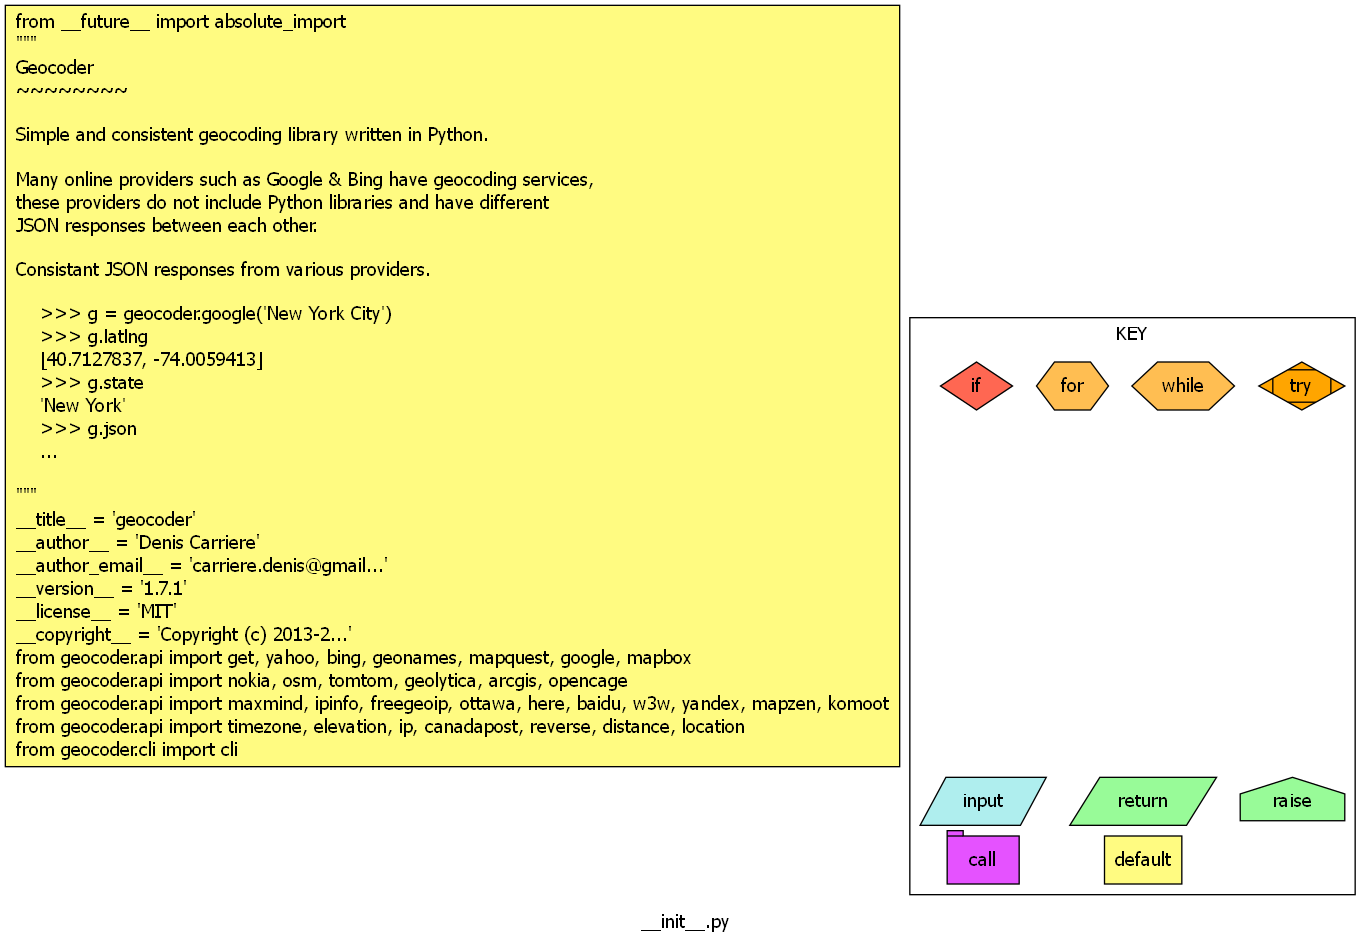 from __future__ import absolute_import
"""
Geocoder
~~~~~~~~
Simple and consistent geocoding library written in Python.
Many online providers such as Google & Bing have geocoding services,
these providers do not include Python libraries and have different
JSON responses between each other.
Consistant JSON responses from various providers.
>>> g = geocoder.google('New York City')
>>> g.latlng
[40.7127837, -74.0059413]
>>> g.state
'New York'
>>> g.json
...
"""
__title__ = 'geocoder'
__author__ = 'Denis Carriere'
__author_email__ = 'carriere.denis@gmail...'
__version__ = '1.7.1'
__license__ = 'MIT'
__copyright__ = 'Copyright (c) 2013-2...'
from geocoder.api import get, yahoo, bing, geonames, mapquest, google, mapbox
from geocoder.api import nokia, osm, tomtom, geolytica, arcgis, opencage
from geocoder.api import maxmind, ipinfo, freegeoip, ottawa, here, baidu, w3w, yandex, mapzen, komoot
from geocoder.api import timezone, elevation, ip, canadapost, reverse, distance, location
from geocoder.cli import cli
KEY
if for while try
input return raise
call default
__init__.py